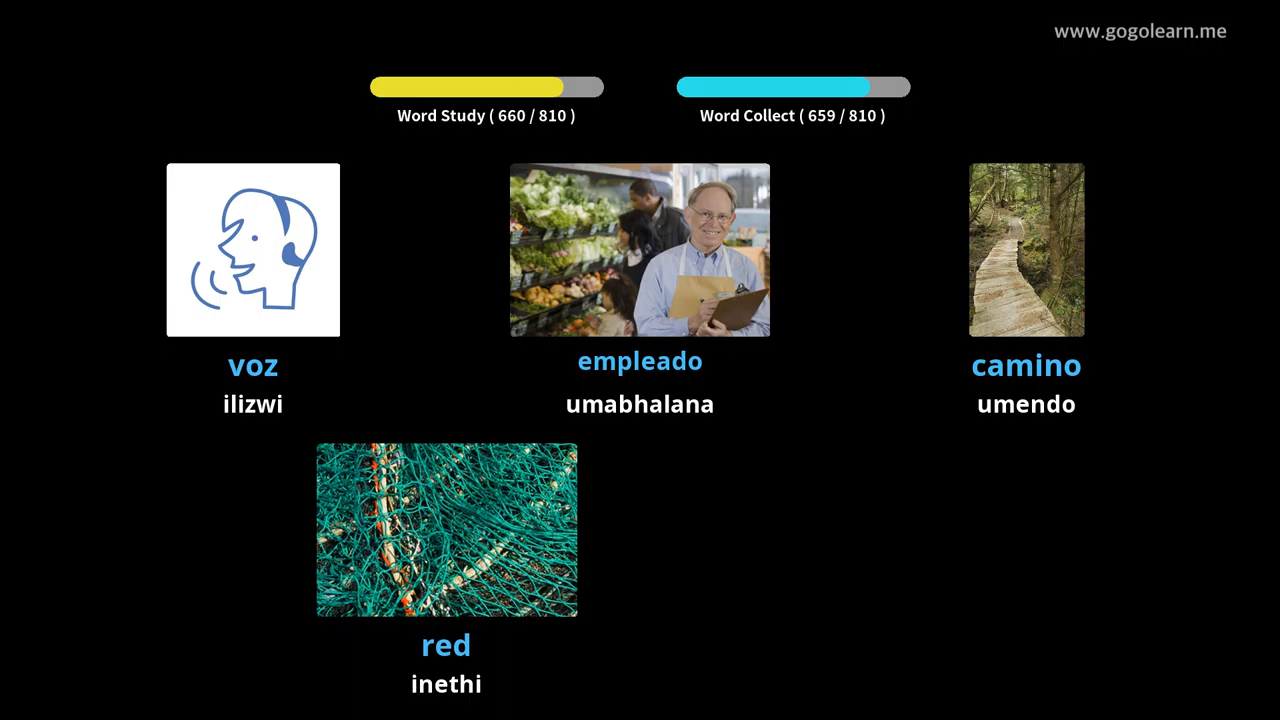 www.gogolearn.me
Word Study ( 660 / 810 )
Word Collect ( 659 / 810 )
voz
ilizwi
empleado
umabhalana
camino
umendo
red
inethi